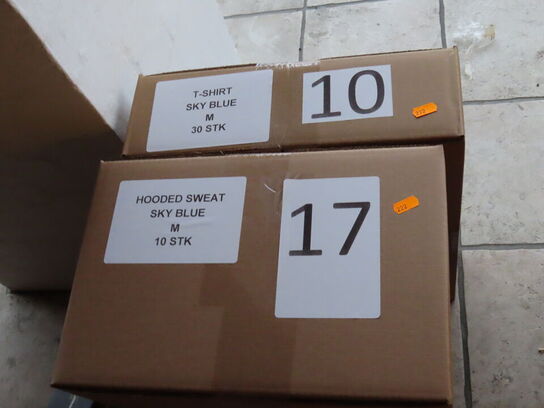 T-SHIRT
SKY BLUE
M
30 STK
10
HOODED SWEAT
SKY BLUE
M
10 STK
17